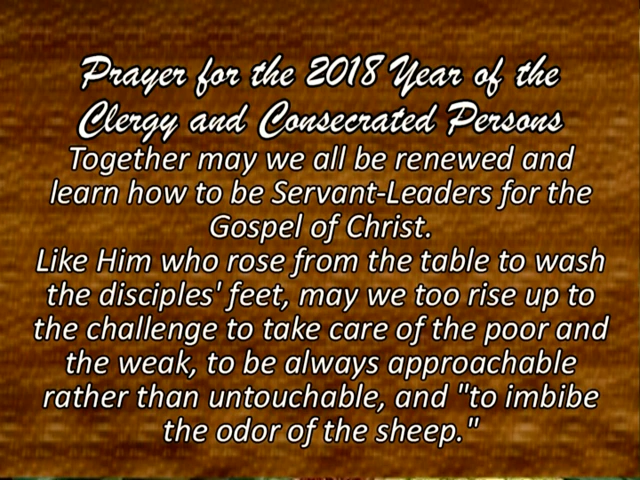 Prayer for the 2018 Year of the
Clergy and Consecrated Persons
Together may we all be renewed and
learn how to be Servant-Leaders for the
Gospel of Christ.
Like Him who rose from the table to wash
the disciples' feet, may we too rise up to
the challenge to take care of the poor and
the weak, to be always approachable
rather than untouchable, and "to imbibe
the odor of the sheep."